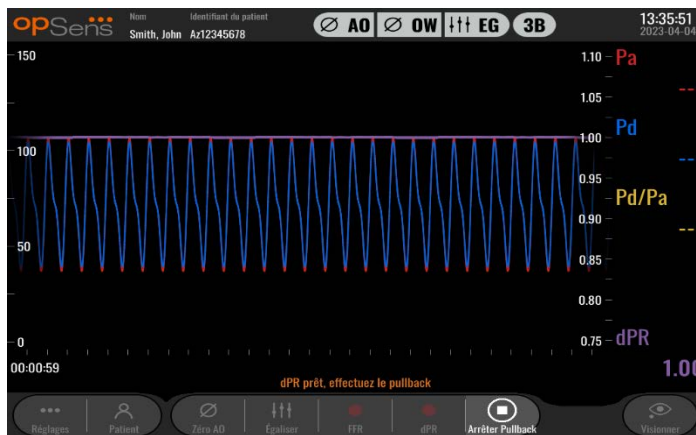 opSens
Nom Identifiant du patient
Smith, John Az12345678
AO OW EG 3B
13:35:51
2023-04-04
150
100
50
0
1.10
1.05
1.00
0.95
0.90
0.85
0.80
0.75
Pa
--
Pd
--
Pd/Pa
--
dPR
1.00
00:00:59
dPR prêt, effectuez le pullback
Réglages Patient Zéro AO Égaliser FFR dPR Arrêter Pullback Visionner